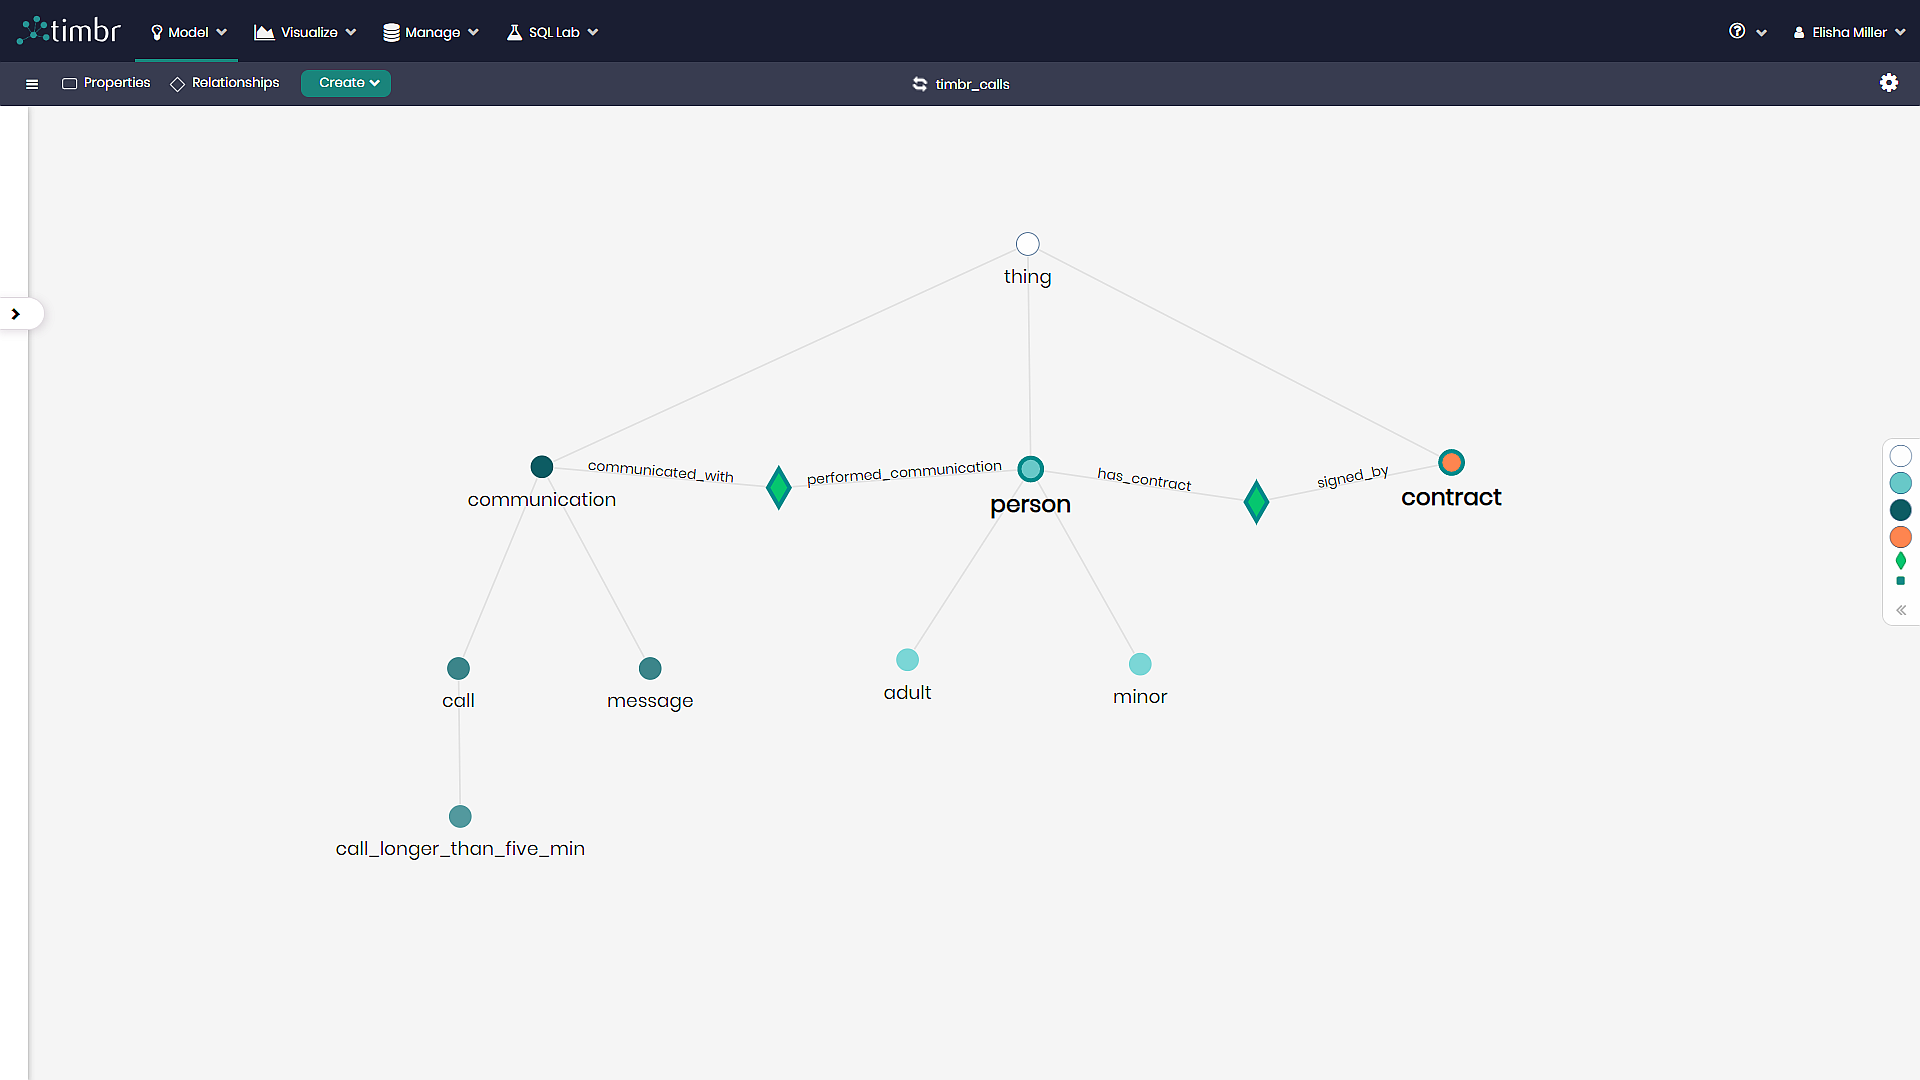 timbr Model Visualize Manage SQL Lab Elisha Miller
Properties Relationships Create timbr_calls
thing
communicated_with performed_communication has_contract signed_by
communication person contract
call message adult minor
call_longer_than_five_min